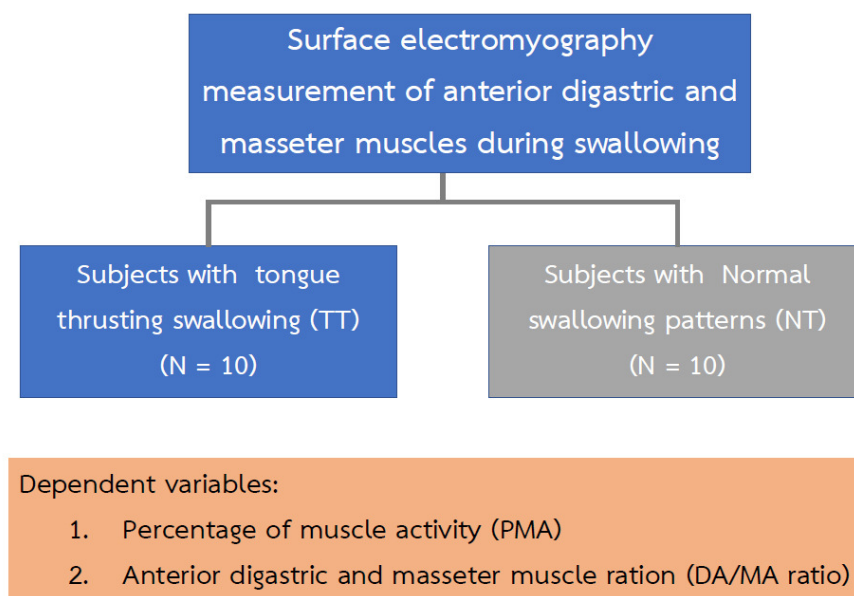 Surface electromyography
measurement of anterior digastric and
masseter muscles during swallowing
Subjects with tongue
thrusting swallowing (TT)
(N = 10)
Subjects with Normal
swallowing patterns (NT)
(N = 10)
Dependent variables:
1. Percentage of muscle activity (PMA)
2. Anterior digastric and masseter muscle ration (DA/MA ratio)